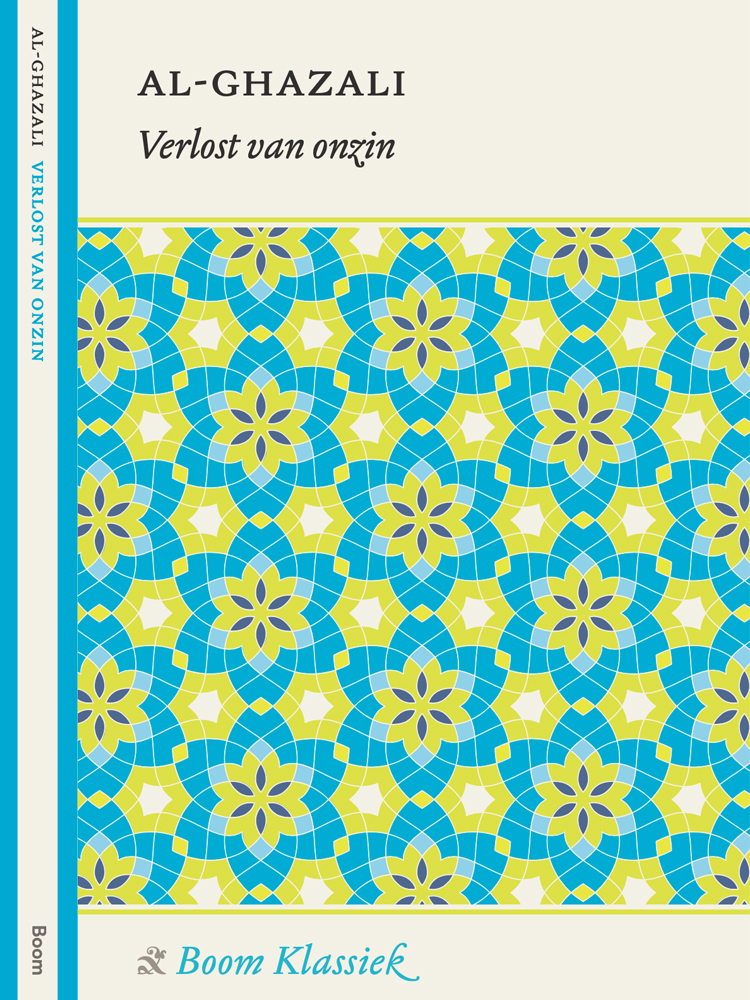 AL-GHAZALI
Verlost van onzin
Boom Klassiek
AL-GHAZALI VERLOST VAN ONZIN
Boom